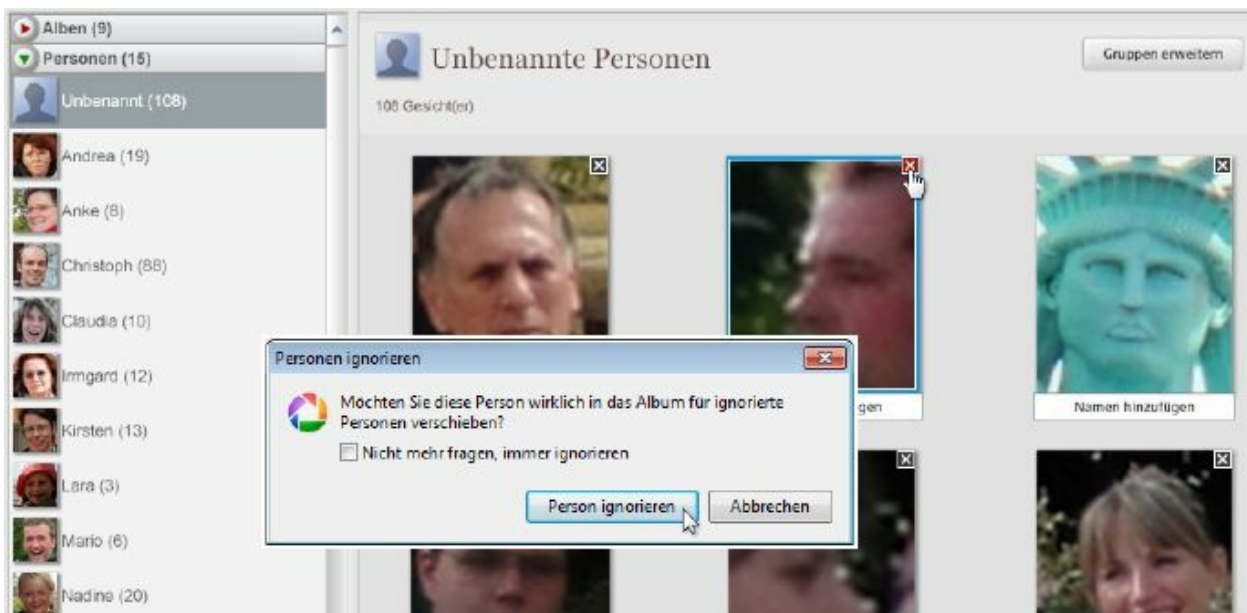 Alben (9)
Personen (15)
Unbenannt (108)
Andrea (19)
Anke (8)
Christoph (88)
Claudia (10)
Irmgard (12)
Kirsten (13)
Lara (3)
Mario (6)
Nadine (20)
Unbenannte Personen
Gruppen erweitern
108 Gesicht(er)
gen
Namen hinzufügen
Personen ignorieren
Möchten Sie diese Person wirklich in das Album für ignorierte
Personen verschieben?
Nicht mehr fragen, immer ignorieren
Person ignorieren
Abbrechen